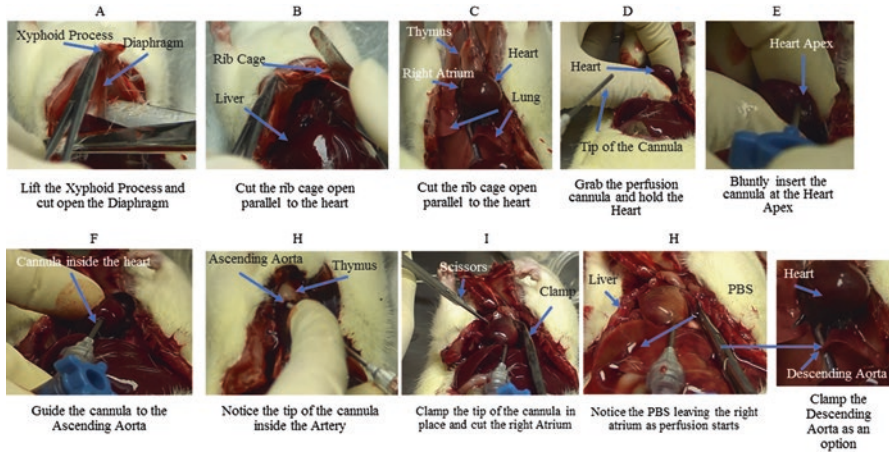 A
Xyphoid Process
Diaphragm
Lift the Xyphoid Process and
cut open the Diaphragm
B
Rib Cage
Liver
Cut the rib cage open
parallel to the heart
C
Thymus
Heart
Right Atrium
Lung
Cut the rib cage open
parallel to the heart
D
Heart
Tip of the Cannula
Grab the perfusion
cannula and hold the
Heart
E
Heart Apex
Bluntly insert the
cannula at the Heart
Apex
F
Cannula inside the heart
Guide the cannula to the
Ascending Aorta
H
Ascending Aorta
Thymus
Notice the tip of the cannula
inside the Artery
I
Scissors
Clamp
Clamp the tip of the cannula in
place and cut the right Atrium
H
Liver
PBS
Notice the PBS leaving the right
atrium as perfusion starts
Heart
Descending Aorta
Clamp the
Descending
Aorta as an
option